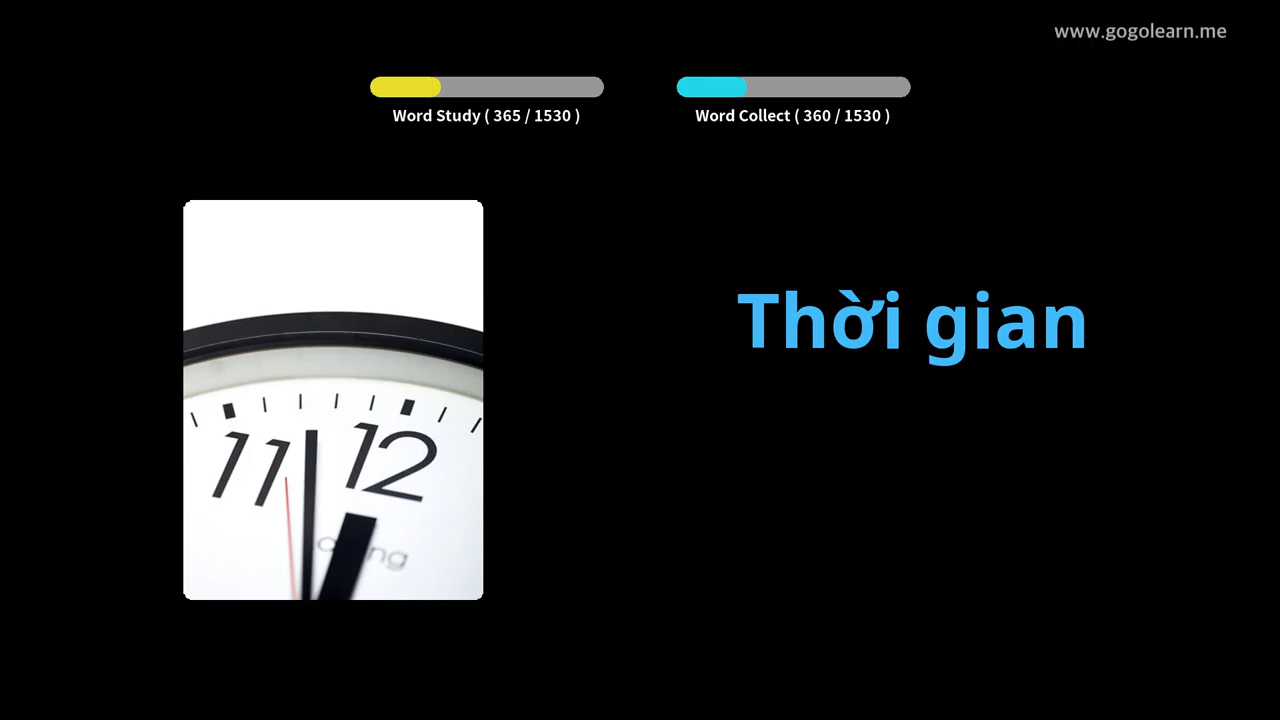 www.gogolearn.me
Word Study ( 365 / 1530 )
Word Collect ( 360 / 1530 )
Thời gian
11 12